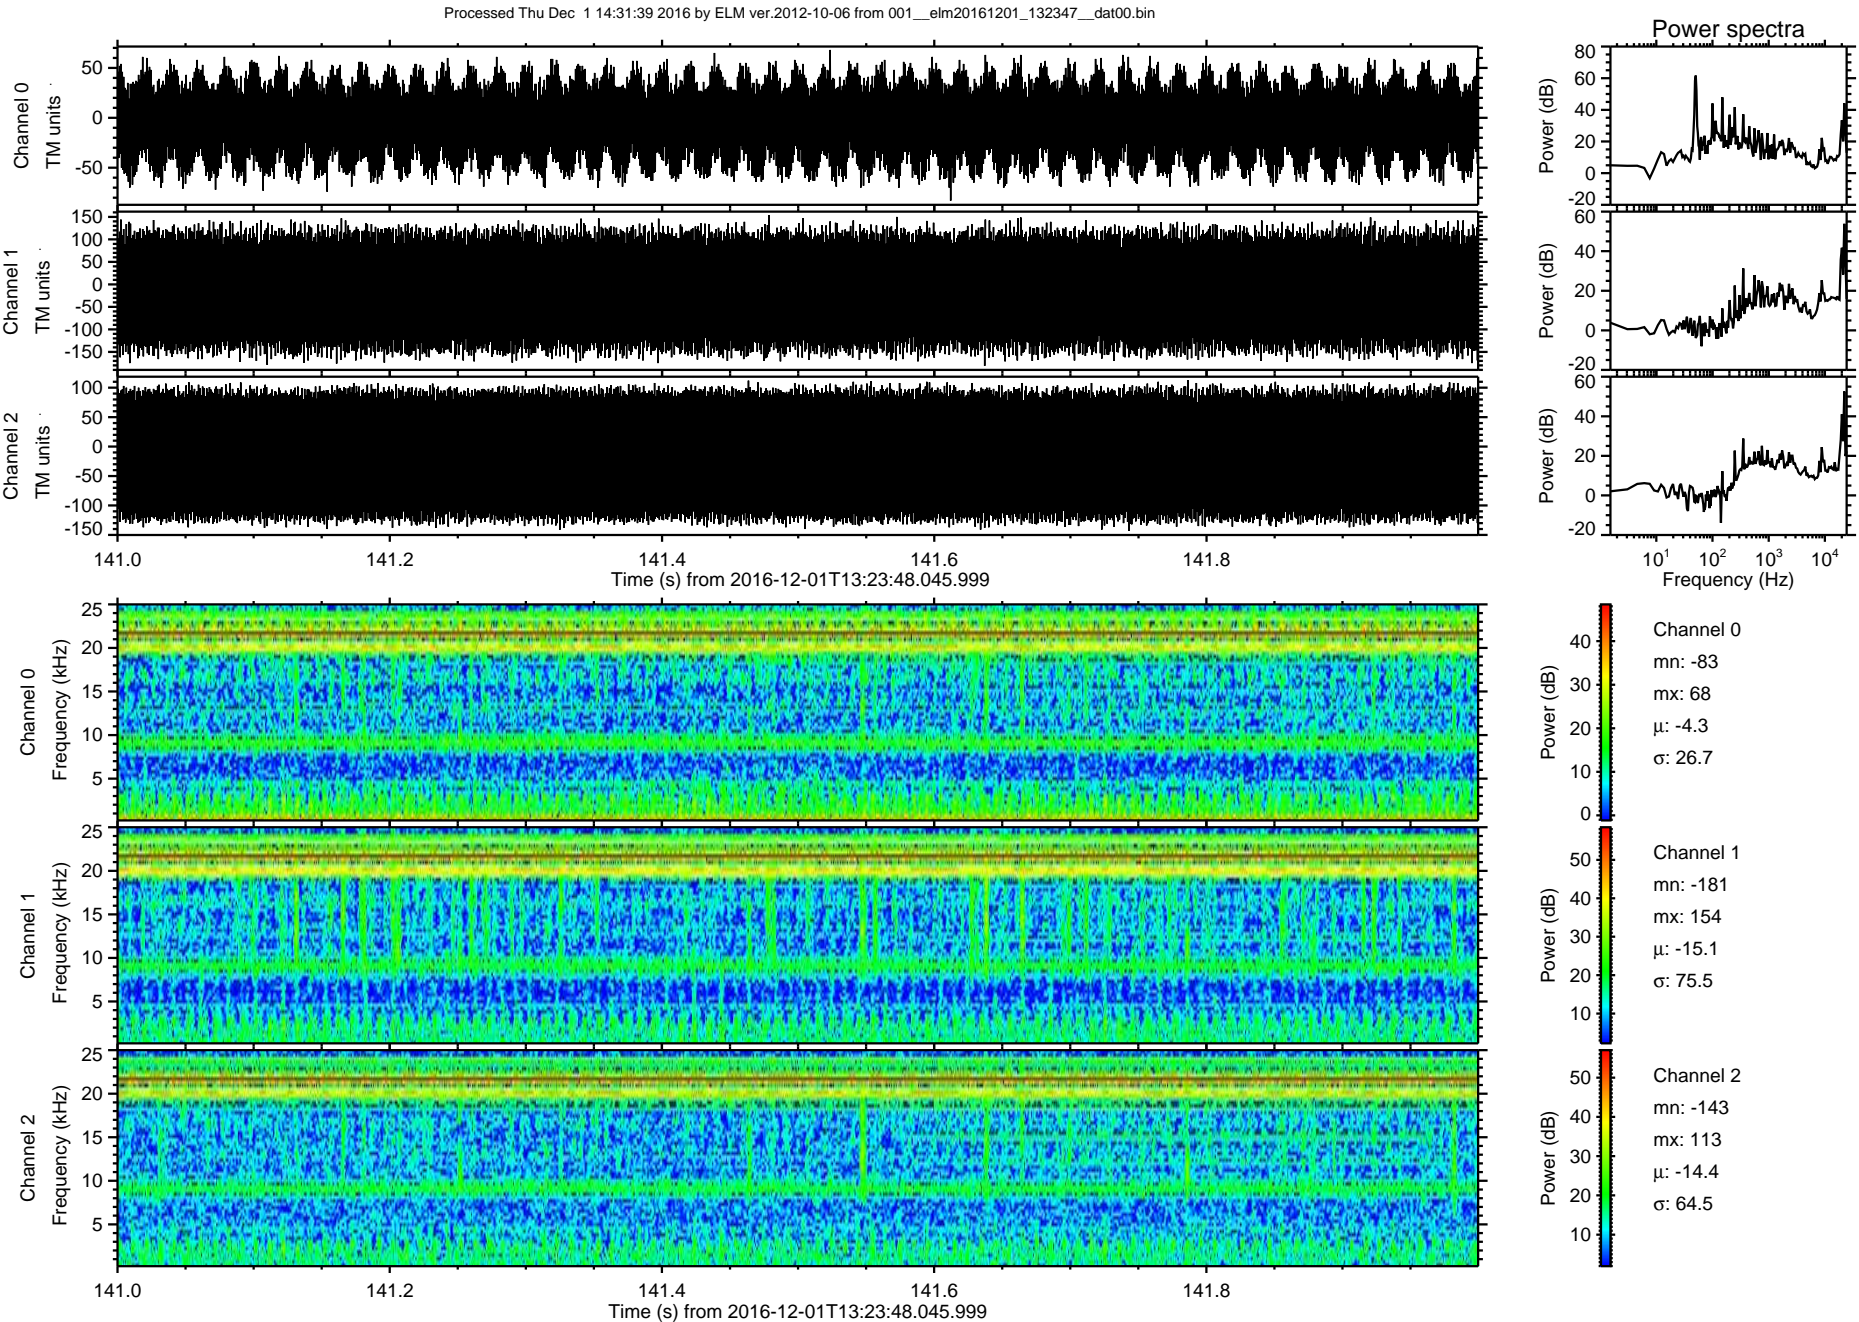 Processed Thu Dec  1 14:31:39 2016 by ELM ver.2012-10-06 from 001__elm20161201_132347__dat00.bin
Power spectra
Channel 0
TM units
50
0
-50
Power (dB)
80
60
40
20
0
-20
Channel 1
TM units
150
100
50
0
-50
-100
-150
Power (dB)
60
40
20
0
-20
Channel 2
TM units
100
50
0
-50
-100
-150
Power (dB)
60
40
20
0
-20
141.0 141.2 141.4 141.6 141.8
Time (s) from 2016-12-01T13:23:48.045.999
10¹ 10² 10³ 10⁴
Frequency (Hz)
Channel 0
Frequency (kHz)
25
20
15
10
5
Power (dB)
40
30
20
10
0
Channel 0
mn: -83
mx: 68
μ: -4.3
σ: 26.7
Channel 1
Frequency (kHz)
25
20
15
10
5
Power (dB)
50
40
30
20
10
Channel 1
mn: -181
mx: 154
μ: -15.1
σ: 75.5
Channel 2
Frequency (kHz)
25
20
15
10
5
Power (dB)
50
40
30
20
10
Channel 2
mn: -143
mx: 113
μ: -14.4
σ: 64.5
141.0 141.2 141.4 141.6 141.8
Time (s) from 2016-12-01T13:23:48.045.999